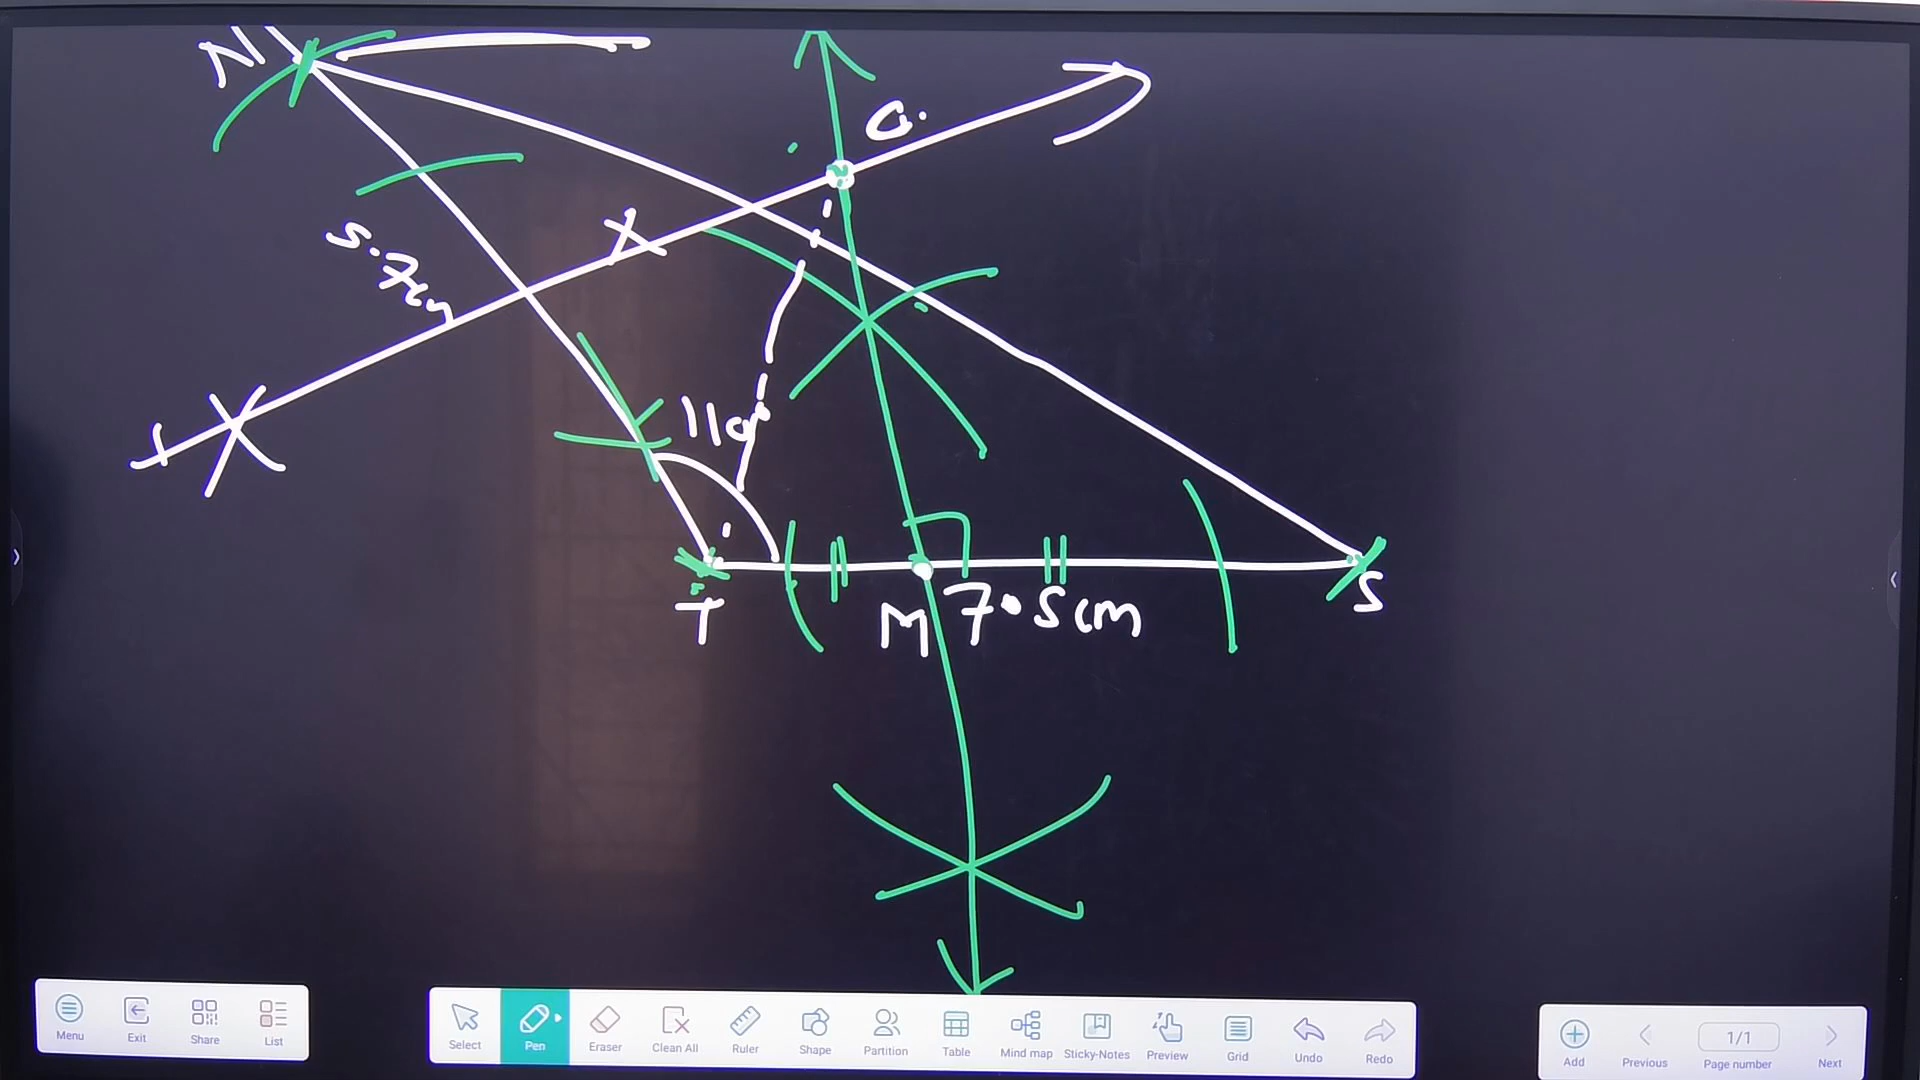 N
C.
5.7cm
110°
T
M
7.5cm
S
Menu
Exit
Share
List
Select
Pen
Eraser
Clean All
Ruler
Shape
Partition
Table
Mind map
Sticky-Notes
Preview
Grid
Undo
Redo
Add
Previous
1/1
Page number
Next